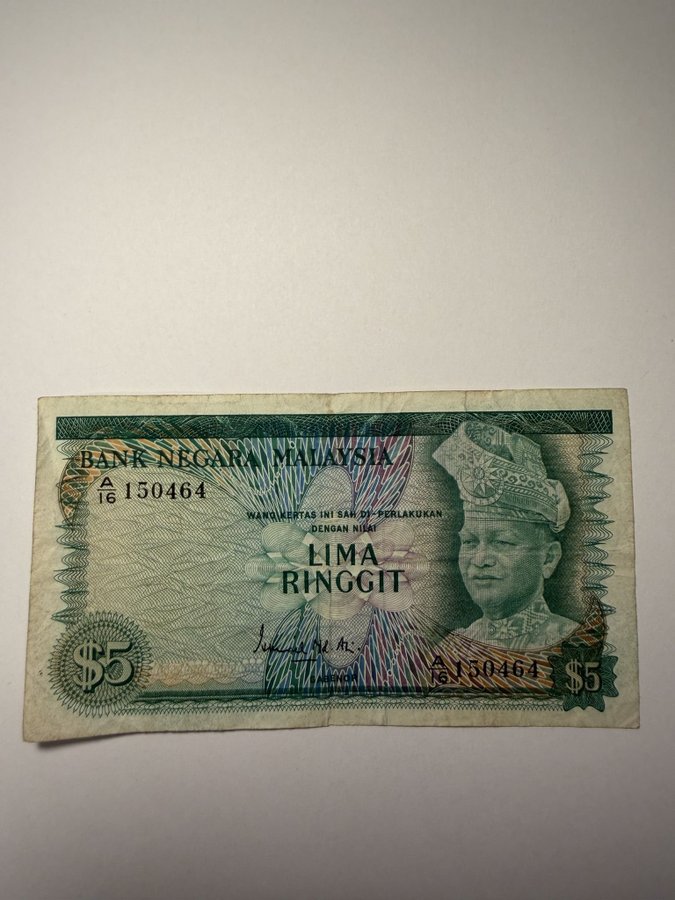 BANK NEGARA MALAYSIA
A/16 150464
WANG KERTAS INI SAH DI-PERLAKUKAN
DENGAN NILAI
LIMA
RINGGIT
A/16 150464
$5
$5